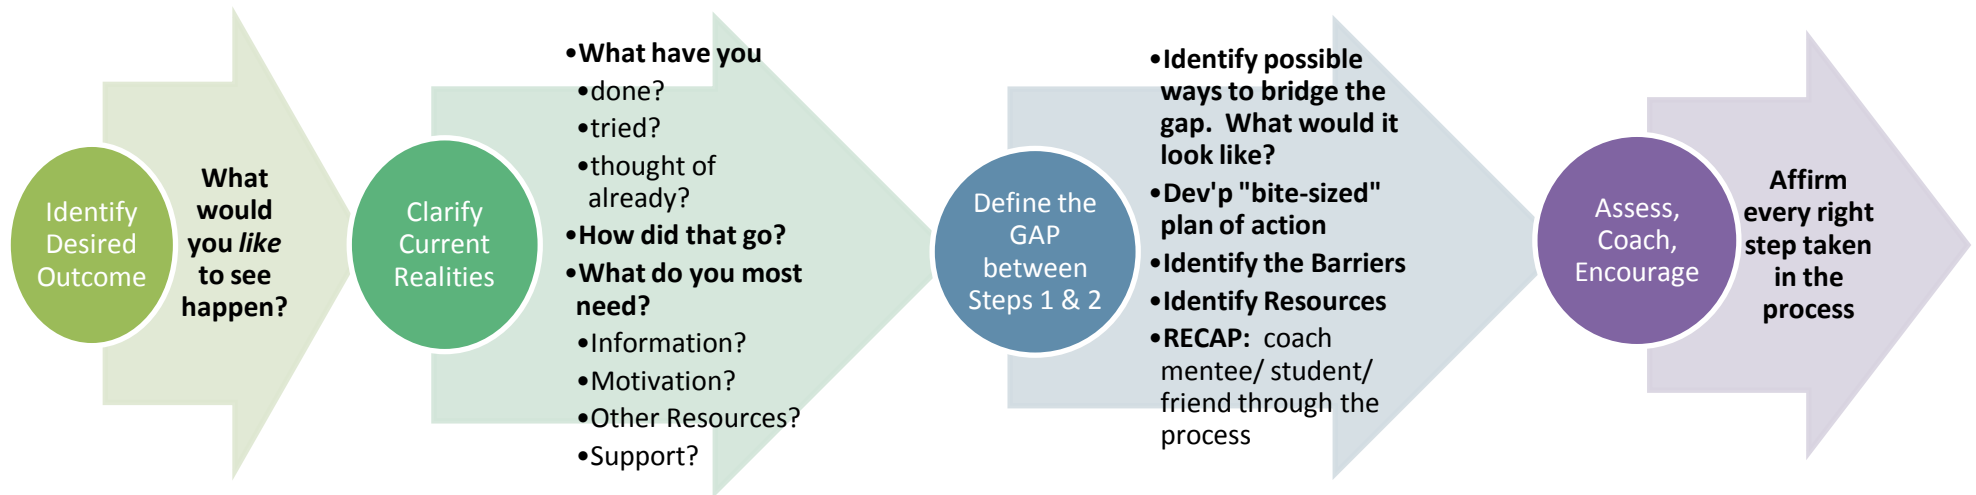 Identify
Desired
Outcome
What
would
you like
to see
happen?
Clarify
Current
Realities
•What have you
•done?
•tried?
•thought of
already?
•How did that go?
•What do you most
need?
•Information?
•Motivation?
•Other Resources?
•Support?
Define the
GAP
between
Steps 1 & 2
•Identify possible
ways to bridge the
gap.  What would it
look like?
•Dev'p "bite-sized"
plan of action
•Identify the Barriers
•Identify Resources
•RECAP:  coach
mentee/ student/
friend through the
process
Assess,
Coach,
Encourage
Affirm
every right
step taken
in the
process